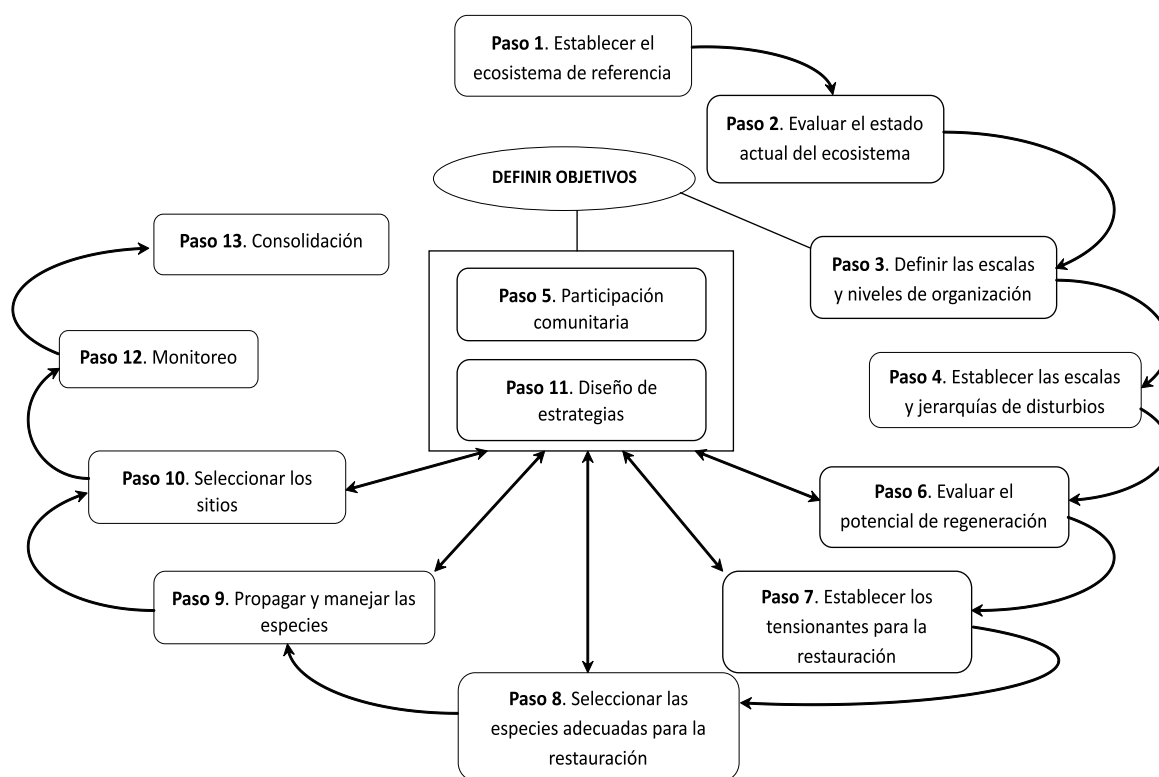 Paso 1. Establecer el
ecosistema de referencia
Paso 2. Evaluar el estado
actual del ecosistema
DEFINIR OBJETIVOS
Paso 13. Consolidación
Paso 3. Definir las escalas
y niveles de organización
Paso 5. Participación
comunitaria
Paso 12. Monitoreo
Paso 4. Establecer las escalas
y jerarquías de disturbios
Paso 11. Diseño de
estrategias
Paso 10. Seleccionar los
sitios
Paso 6. Evaluar el
potencial de regeneración
Paso 9. Propagar y manejar las
especies
Paso 7. Establecer los
tensionantes para la
restauración
Paso 8. Seleccionar las
especies adecuadas para la
restauración